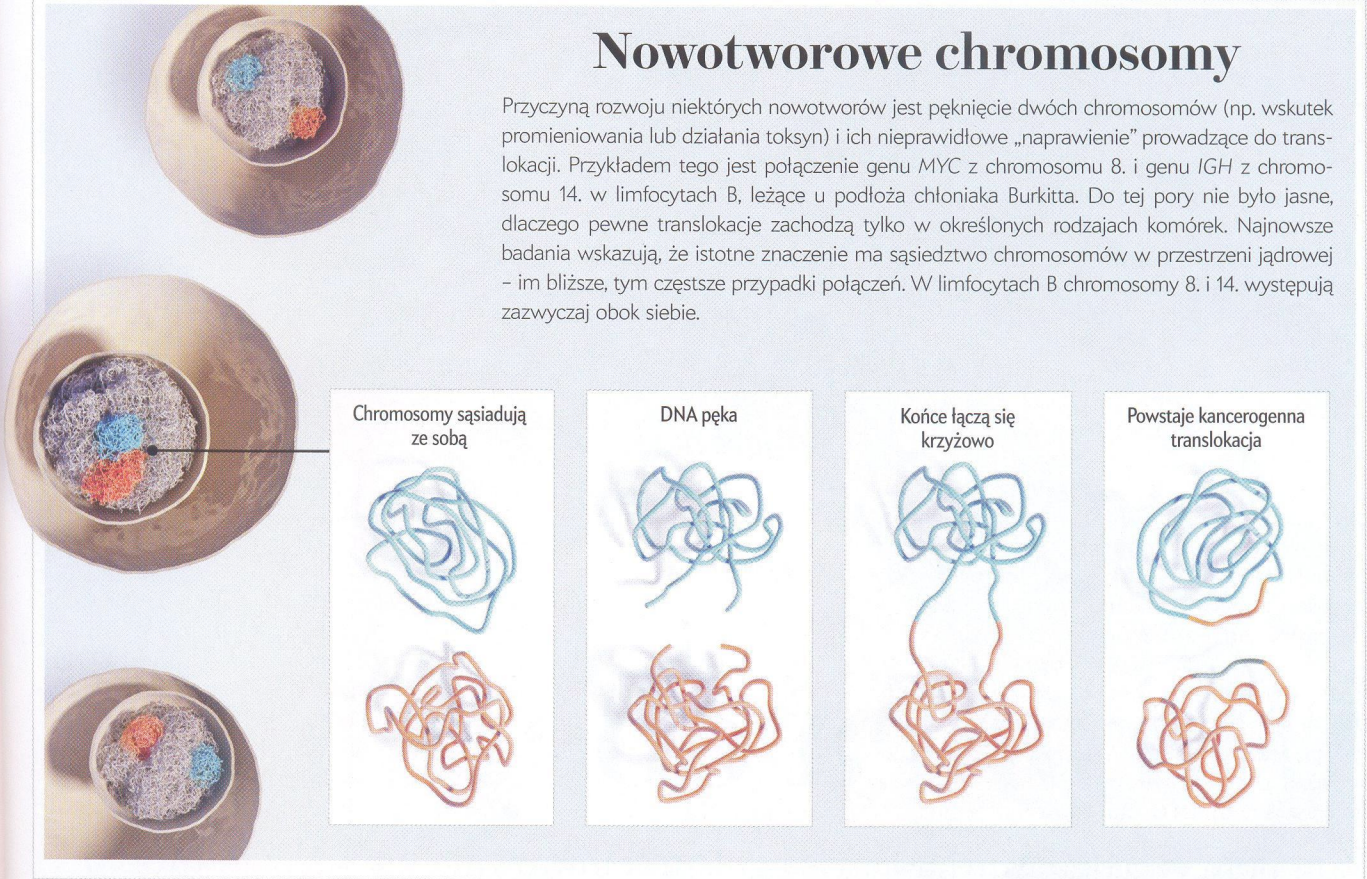 Nowotworowe chromosomy
Przyczyną rozwoju niektórych nowotworów jest pęknięcie dwóch chromosomów (np. wskutek
promieniowania lub działania toksyn) i ich nieprawidłowe „naprawienie” prowadzące do trans-
lokacji. Przykładem tego jest połączenie genu MYC z chromosomu 8. i genu IGH z chromo-
somu 14. w limfocytach B, leżące u podłoża chłoniaka Burkitta. Do tej pory nie było jasne,
dlaczego pewne translokacje zachodzą tylko w określonych rodzajach komórek. Najnowsze
badania wskazują, że istotne znaczenie ma sąsiedztwo chromosomów w przestrzeni jądrowej
– im bliższe, tym częstsze przypadki połączeń. W limfocytach B chromosomy 8. i 14. występują
zazwyczaj obok siebie.
Chromosomy sąsiadują
ze sobą
DNA pęka
Końce łączą się
krzyżowo
Powstaje kancerogenna
translokacja